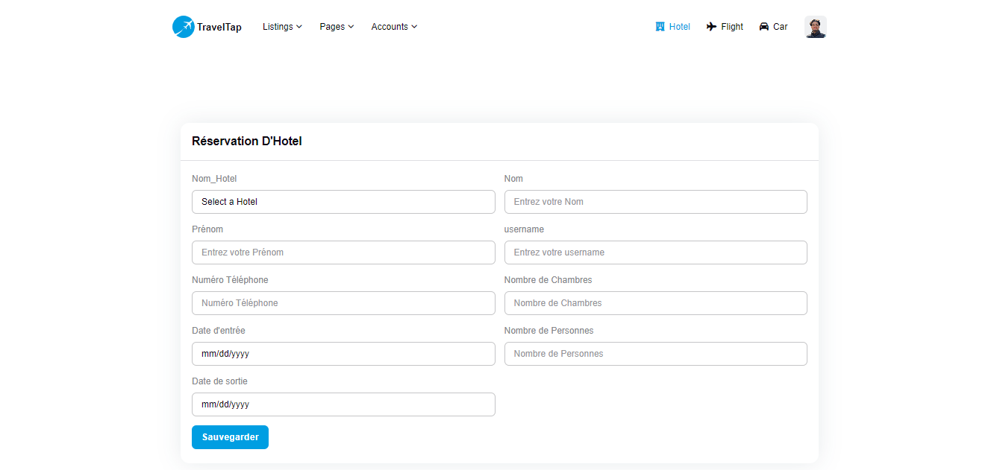 TravelTap Listings Pages Accounts Hotel Flight Car
Réservation D'Hotel
Nom_Hotel Nom
Select a Hotel Entrez votre Nom
Prénom username
Entrez votre Prénom Entrez votre username
Numéro Téléphone Nombre de Chambres
Numéro Téléphone Nombre de Chambres
Date d'entrée Nombre de Personnes
mm/dd/yyyy Nombre de Personnes
Date de sortie
mm/dd/yyyy
Sauvegarder